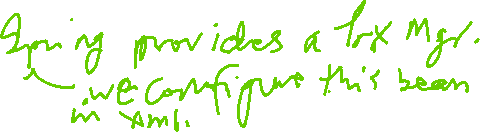 Spring provides a Trx Mgr.
we configure this bean
in xml.